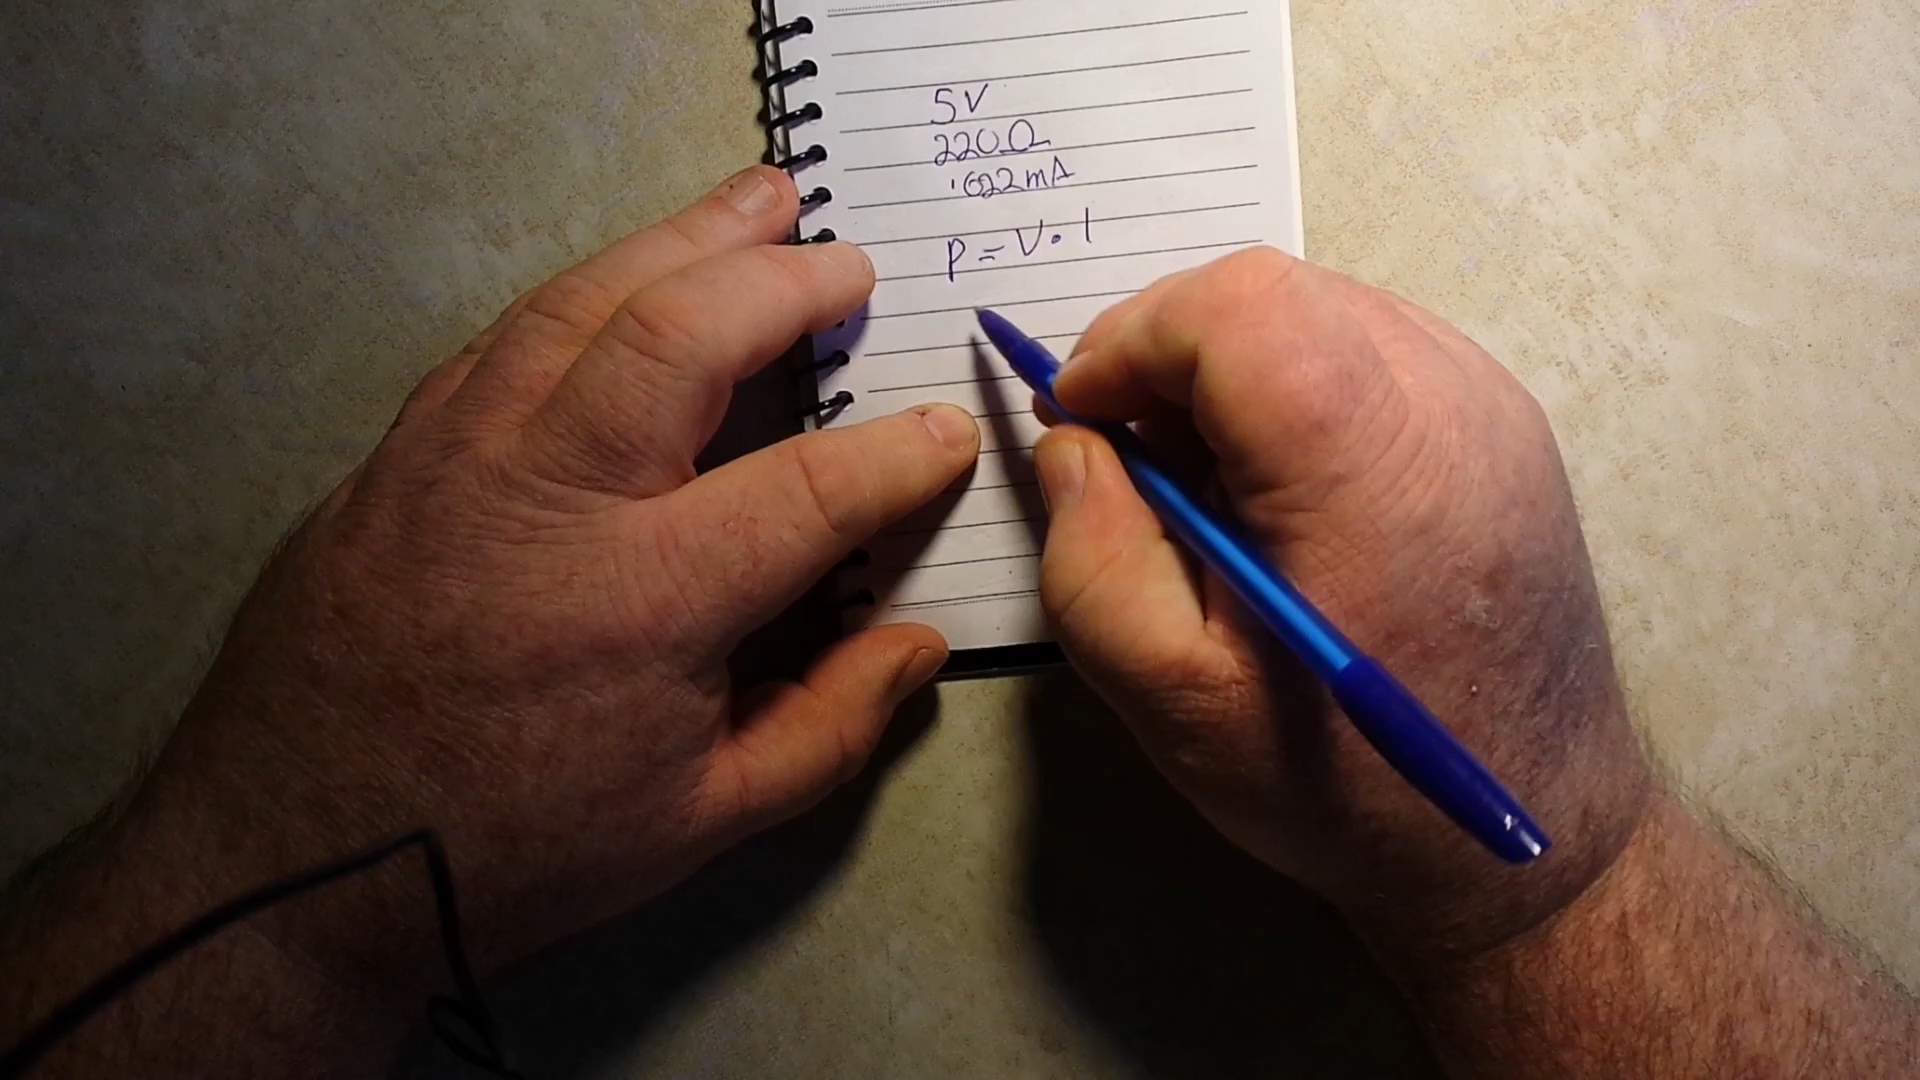 5V
220Ω
.022mA
P = V • I